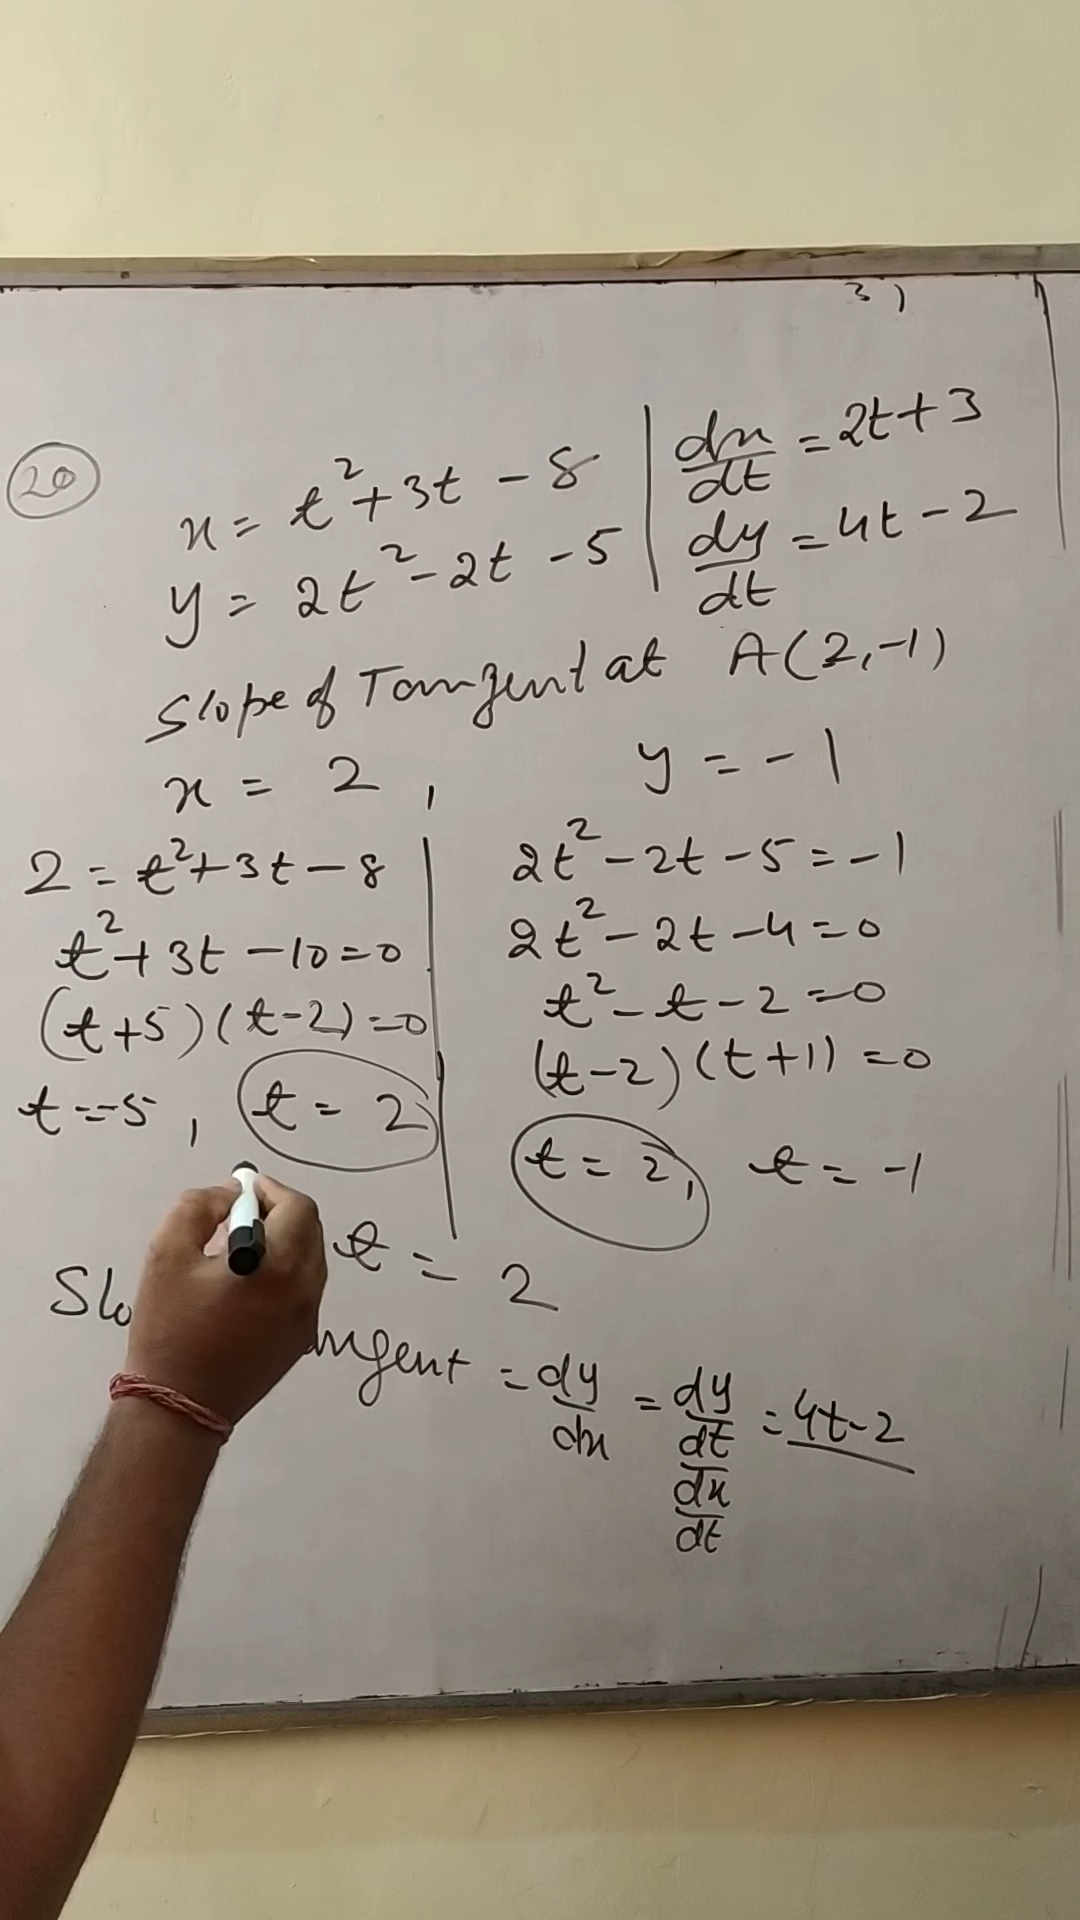 3)
20
x = t² + 3t - 8 | dx/dt = 2t + 3
y = 2t² - 2t - 5 | dy/dt = 4t - 2
Slope of Tangent at A(2, -1)
x = 2, y = -1
2 = t² + 3t - 8
t² + 3t - 10 = 0
(t + 5)(t - 2) = 0
t = -5, t = 2
2t² - 2t - 5 = -1
2t² - 2t - 4 = 0
t² - t - 2 = 0
(t - 2)(t + 1) = 0
t = 2, t = -1
t = 2
= dy/dx = dy/dt / dx/dt = 4t - 2